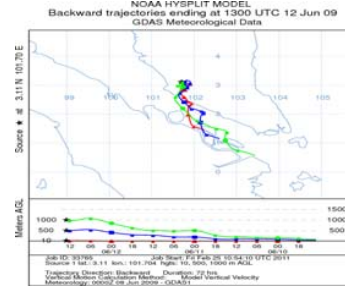 NOAA HYSPLIT MODEL
Backward trajectories ending at 1300 UTC 12 Jun 09
GDAS Meteorological Data
Source ★ at 3.11 N 101.70 E
99 100 101 102 103 104 105
Meters AGL
1500
1000 1000
500 500
10
12 06 00 18 12 06 00 18 12 06 00 18
06/12 06/11 06/10
Job ID: 33765 Job Start: Fri Feb 25 10:54:10 UTC 2011
Source 1 lat.: 3.11 lon.: 101.704 hgts: 10, 500, 1000 m AGL
Trajectory Direction: Backward Duration: 72 hrs
Vertical Motion Calculation Method: Model Vertical Velocity
Meteorology: 0000Z 08 Jun 2009 - GDAS1